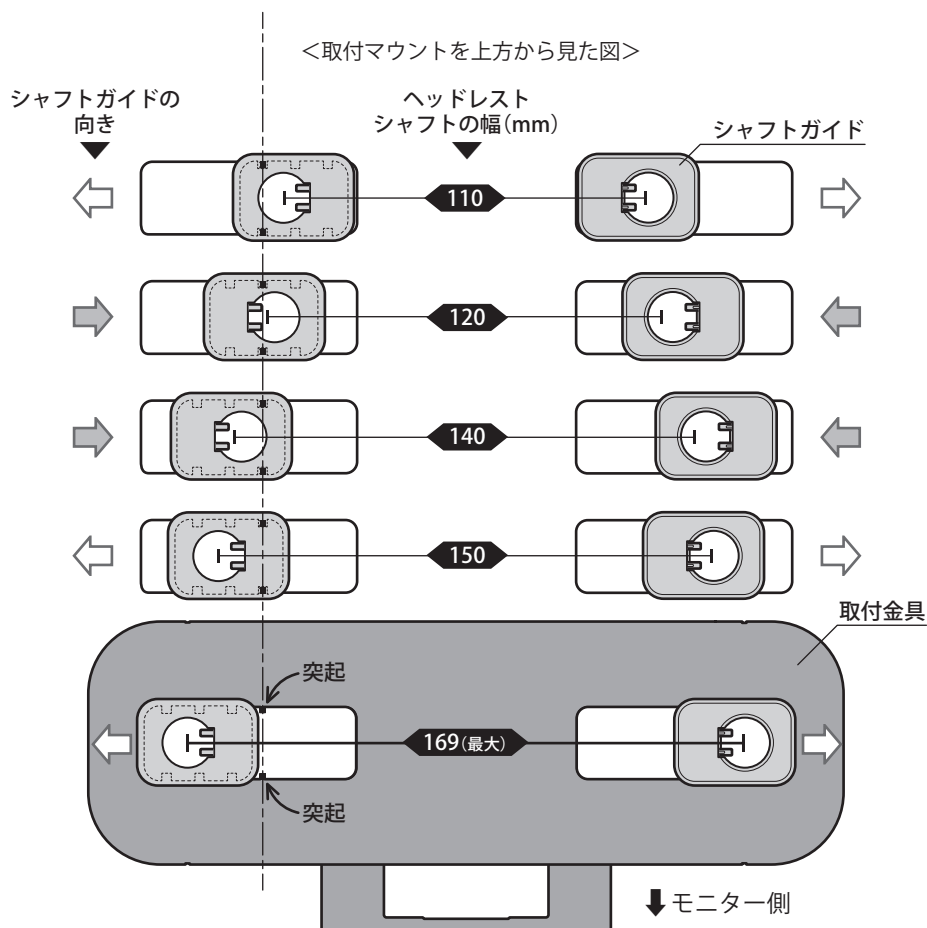 <取付マウントを上方から見た図>
シャフトガイドの
向き
ヘッドレスト
シャフトの幅(mm)
シャフトガイド
110
120
140
150
取付金具
突起
169(最大)
突起
モニター側